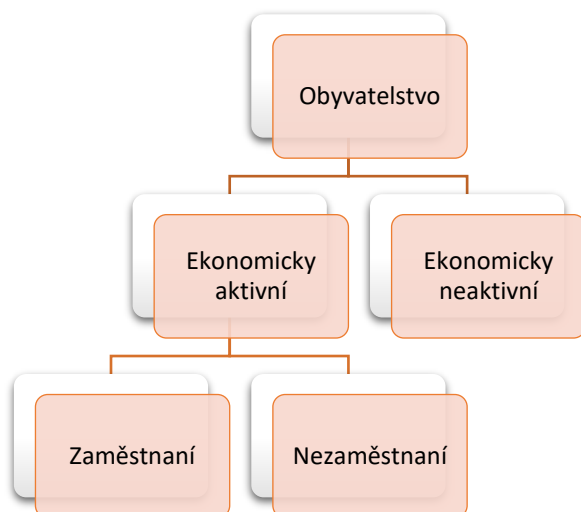 Obyvatelstvo
Ekonomicky
aktivní
Ekonomicky
neaktivní
Zaměstnaní
Nezaměstnaní